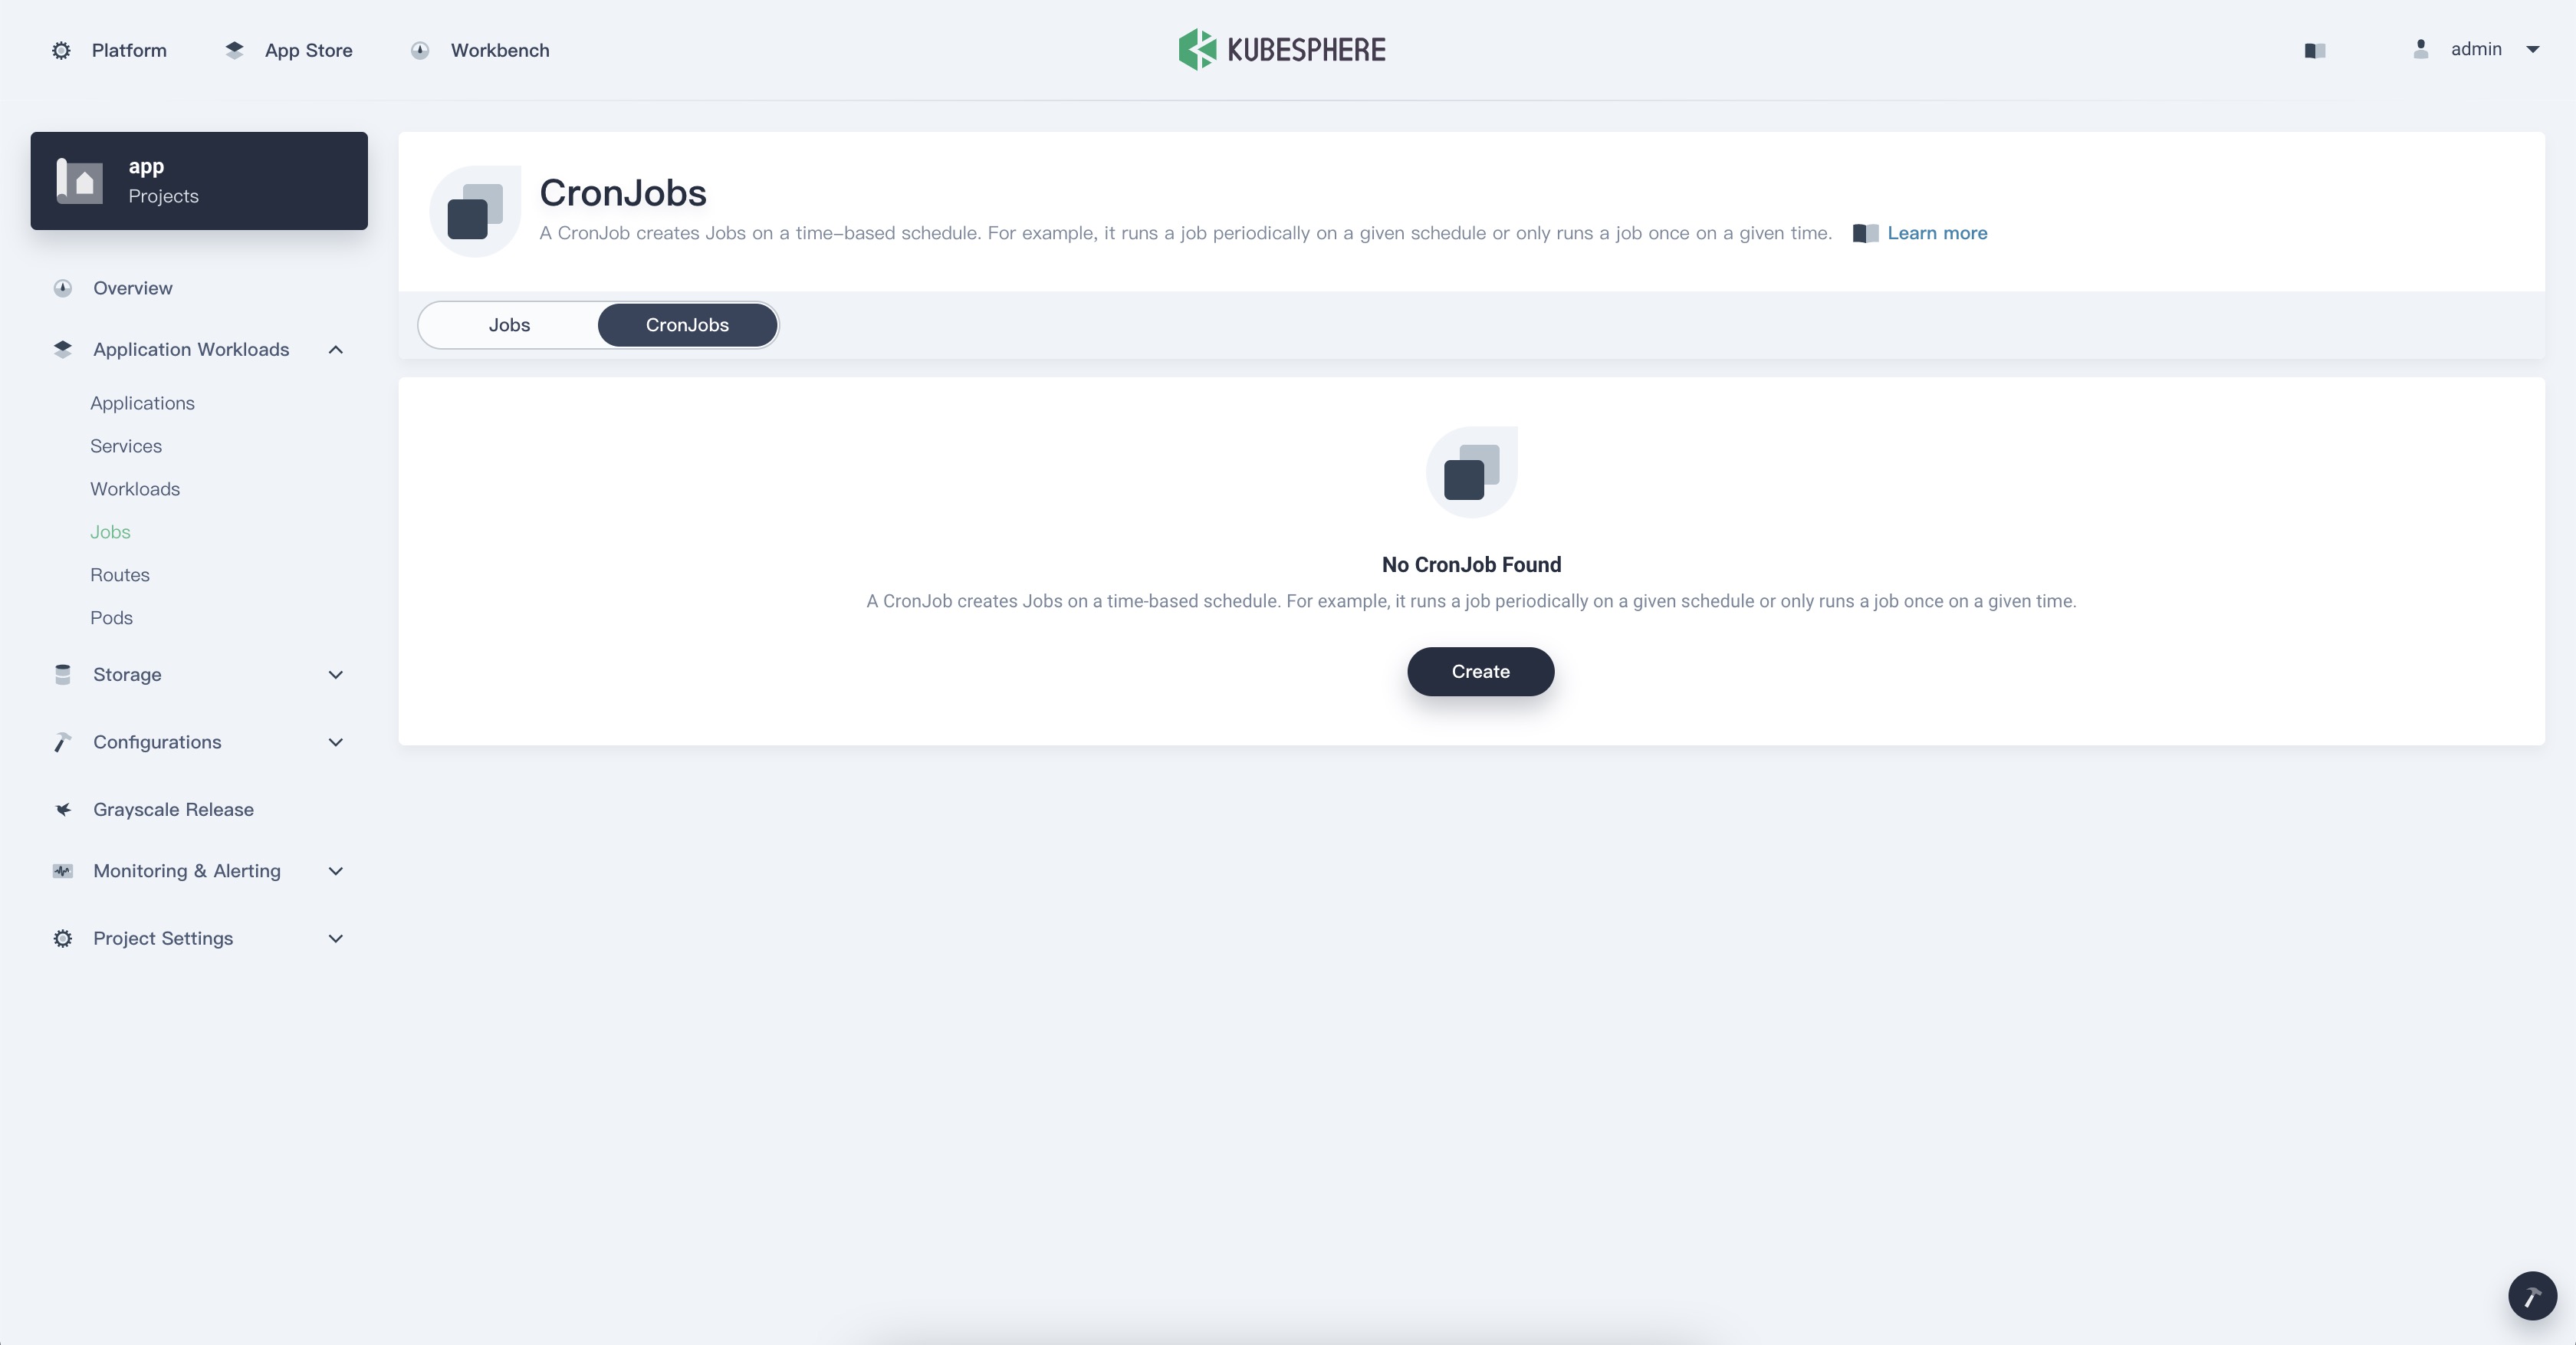 Platform
App Store
Workbench
KUBESPHERE
admin
app
Projects
Overview
Application Workloads
Applications
Services
Workloads
Jobs
Routes
Pods
Storage
Configurations
Grayscale Release
Monitoring & Alerting
Project Settings
CronJobs
A CronJob creates Jobs on a time-based schedule. For example, it runs a job periodically on a given schedule or only runs a job once on a given time.
Learn more
Jobs
CronJobs
No CronJob Found
A CronJob creates Jobs on a time-based schedule. For example, it runs a job periodically on a given schedule or only runs a job once on a given time.
Create